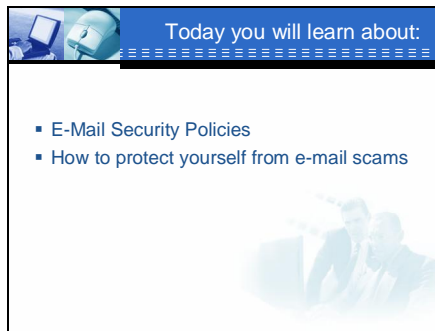 Today you will learn about:
▪ E-Mail Security Policies
▪ How to protect yourself from e-mail scams